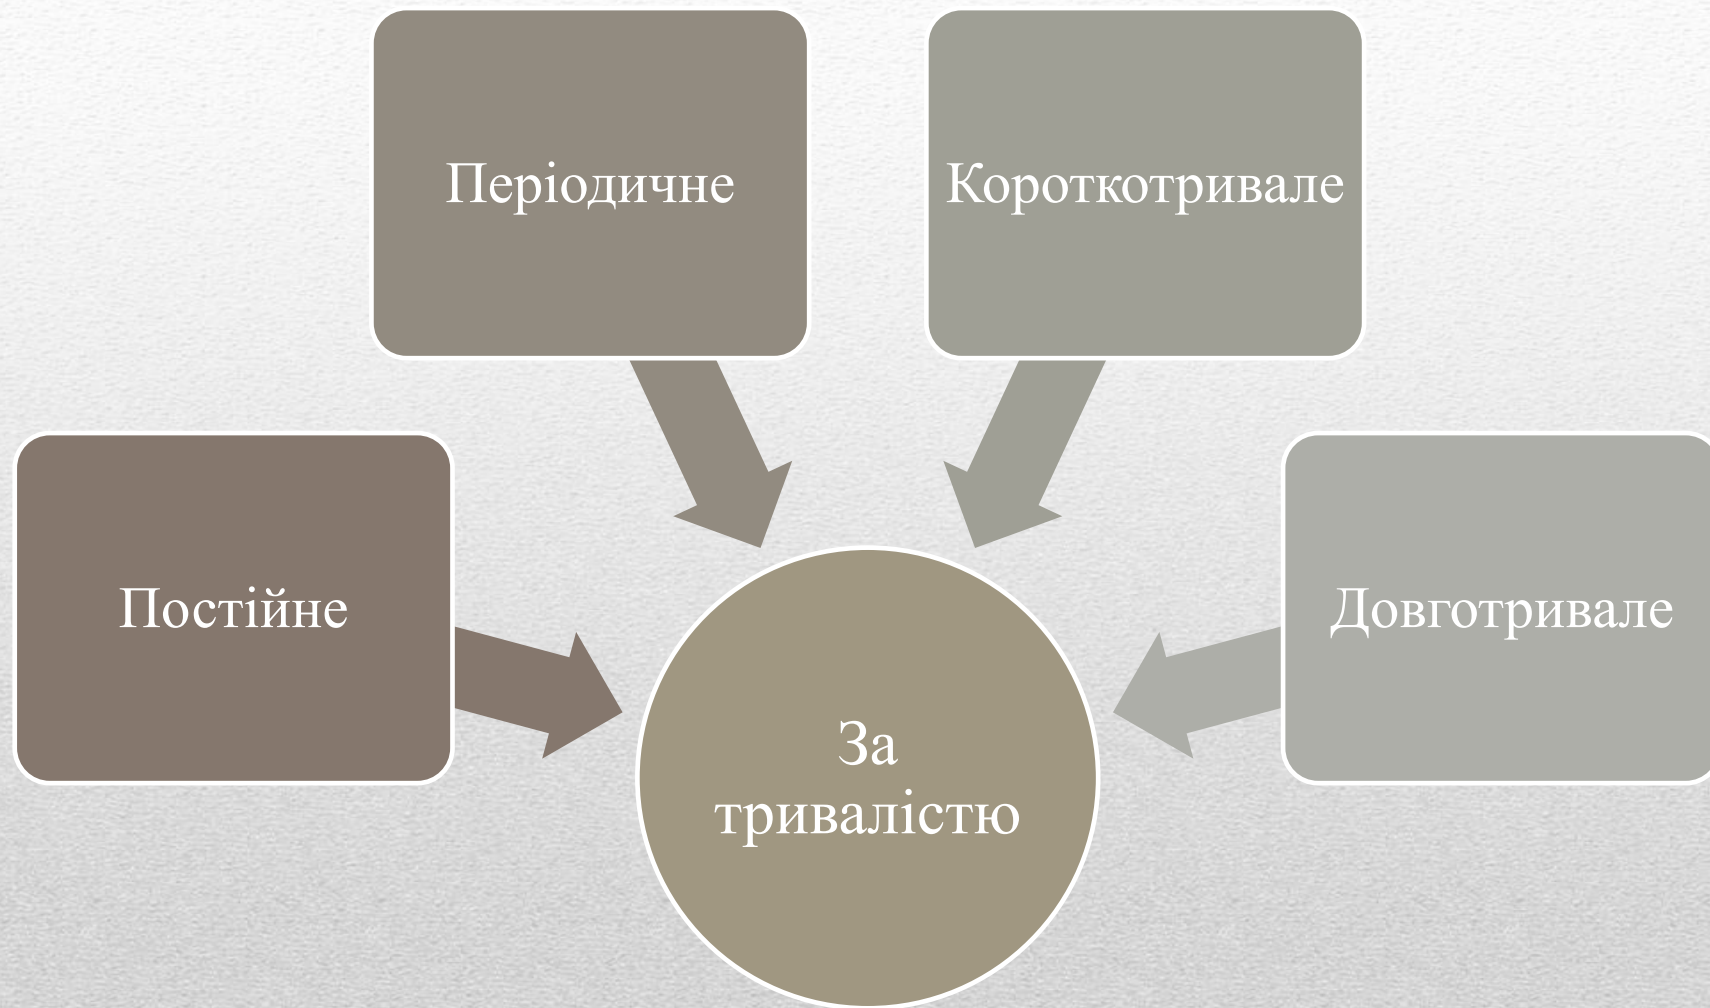 Періодичне
Короткотривале
Постійне
Довготривале
За
тривалістю